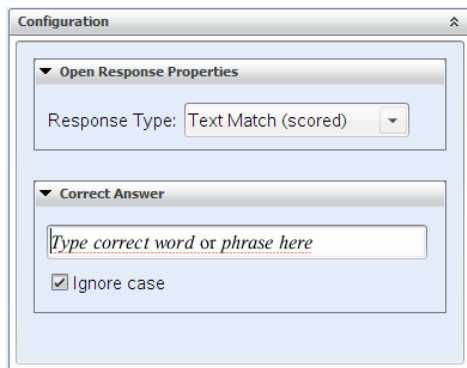 Configuration
Open Response Properties
Response Type: Text Match (scored)
Correct Answer
Type correct word or phrase here
Ignore case